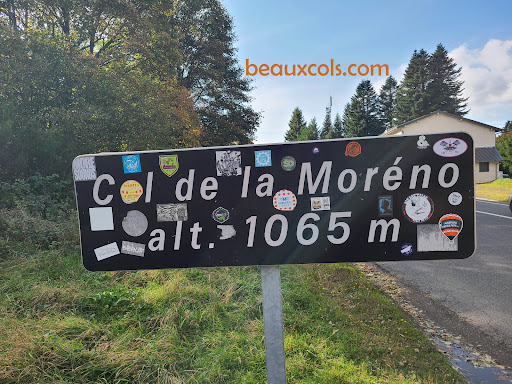 beauxcols.com
Col de la Moréno
alt. 1065 m